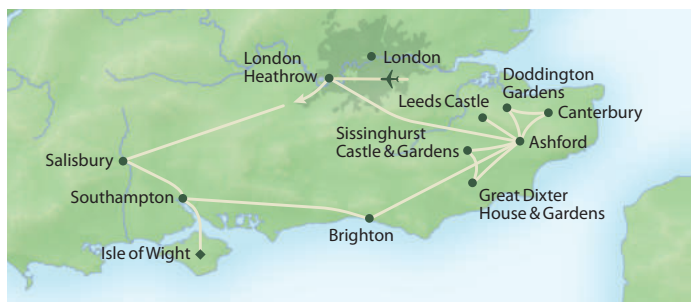 London
Heathrow
London
Doddington
Gardens
Leeds Castle
Canterbury
Sissinghurst
Castle & Gardens
Ashford
Salisbury
Southampton
Great Dixter
House & Gardens
Brighton
Isle of Wight